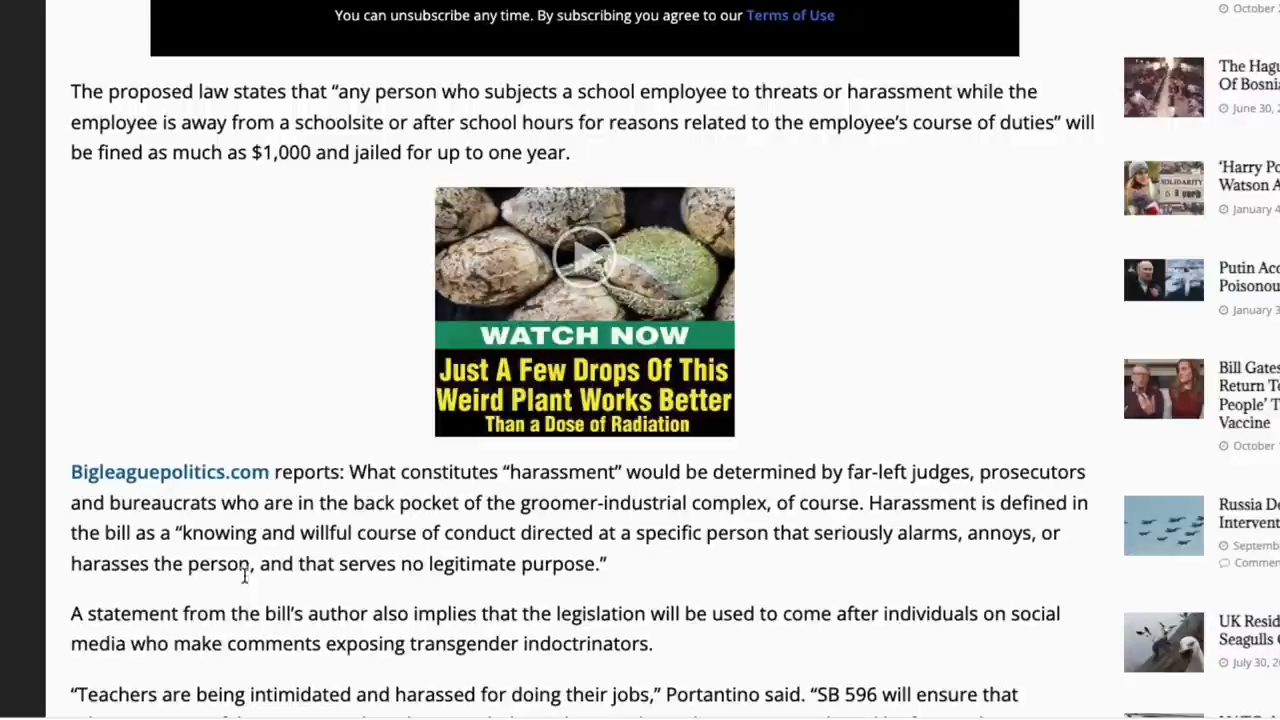 You can unsubscribe any time. By subscribing you agree to our Terms of Use
The proposed law states that “any person who subjects a school employee to threats or harassment while the
employee is away from a schoolsite or after school hours for reasons related to the employee’s course of duties” will
be fined as much as $1,000 and jailed for up to one year.
WATCH NOW
Just A Few Drops Of This
Weird Plant Works Better
Than a Dose of Radiation
Bigleaguepolitics.com reports: What constitutes “harassment” would be determined by far-left judges, prosecutors
and bureaucrats who are in the back pocket of the groomer-industrial complex, of course. Harassment is defined in
the bill as a “knowing and willful course of conduct directed at a specific person that seriously alarms, annoys, or
harasses the person, and that serves no legitimate purpose.”
A statement from the bill’s author also implies that the legislation will be used to come after individuals on social
media who make comments exposing transgender indoctrinators.
“Teachers are being intimidated and harassed for doing their jobs,” Portantino said. “SB 596 will ensure that
October
The Hagu
Of Bosni
June 30,
‘Harry Po
Watson A
SOLIDARITY
is a verb
January 4
Putin Acc
Poisonou
January 3
Bill Gates
Return To
People’ T
Vaccine
October
Russia De
Interven
Septemb
Commen
UK Resid
Seagulls
July 30, 20